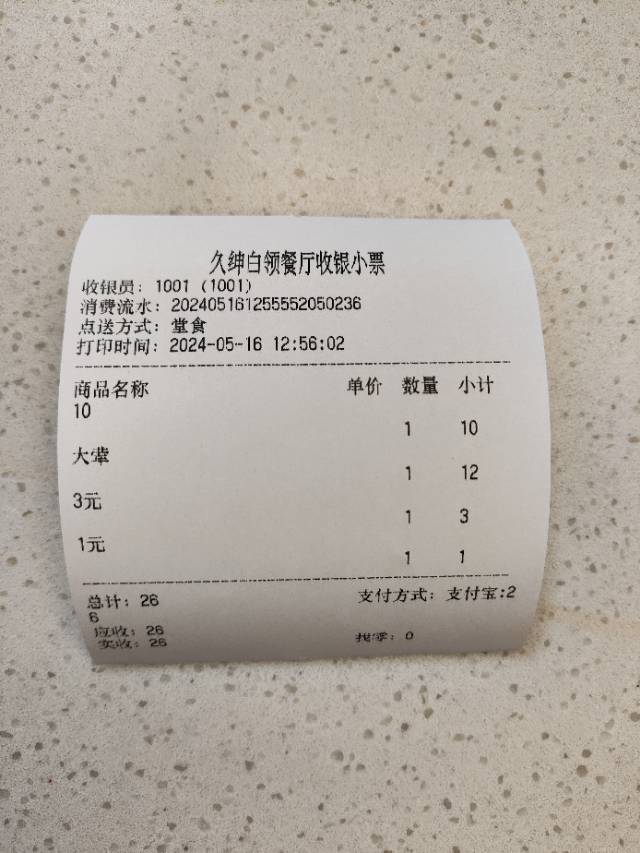 久绅白领餐厅收银小票
收银员：1001 (1001)
消费流水：202405161255552050236
点送方式：堂食
打印时间：2024-05-16 12:56:02
商品名称 单价 数量 小计
10
1 10
大荤
1 12
3元
1 3
1元
1 1
总计：26 支付方式：支付宝:2
6
应收：26 找零：0
实收：26